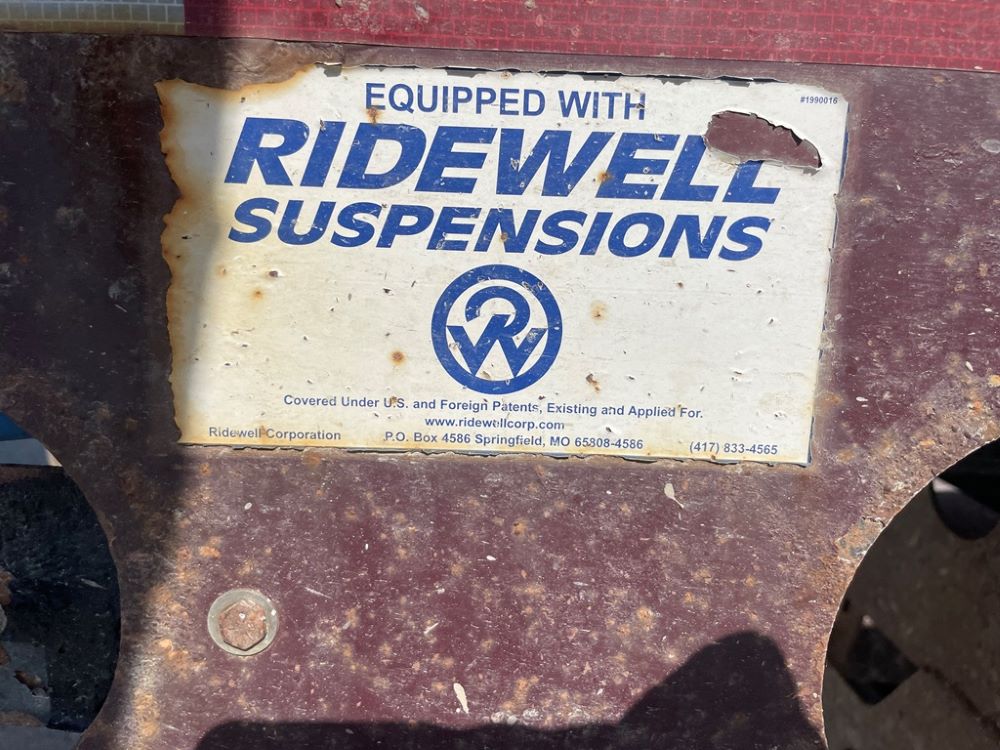 #1990016
EQUIPPED WITH
RIDEWELL
SUSPENSIONS
RW
Covered Under U.S. and Foreign Patents, Existing and Applied For.
www.ridewellcorp.com
Ridewell Corporation P.O. Box 4586 Springfield, MO 65808-4586 (417) 833-4565